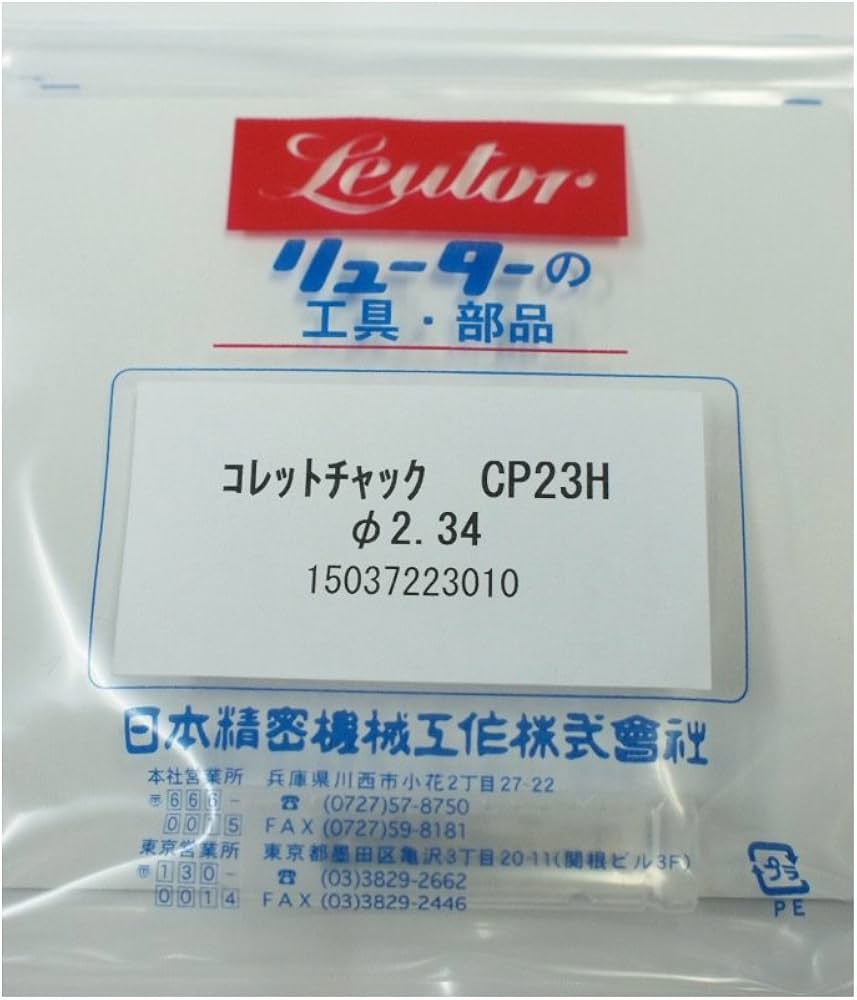 Leutor
リューターの
工具・部品
コレットチャック　CP23H
φ2.34
15037223010
日本精密機械工作株式會社
本社営業所　兵庫県川西市小花2丁目27-22
〒666-　☎ (0727)57-8750
0015　FAX (0727)59-8181
東京営業所　東京都墨田区亀沢3丁目20-11(関根ビル3F)
〒130-　☎ (03)3829-2662
0014　FAX (03)3829-2446
プラ
PE